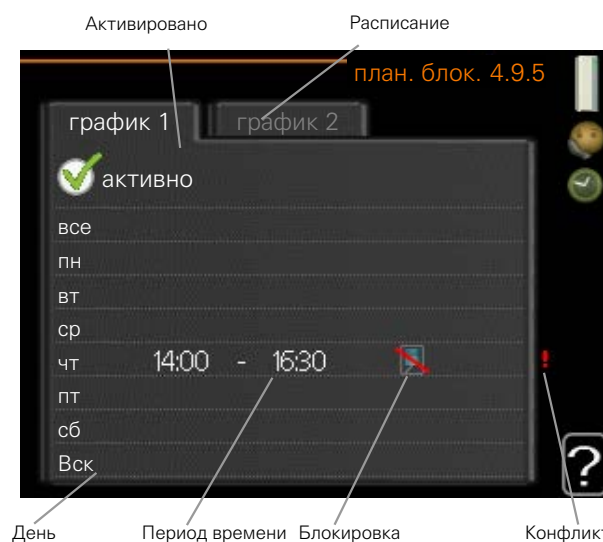 Активировано Расписание
план. блок. 4.9.5
график 1 график 2
активно
все
пн
вт
ср
чт 14:00 - 16:30 !
пт
сб
Вск
?
День Период времени Блокировка Конфликт